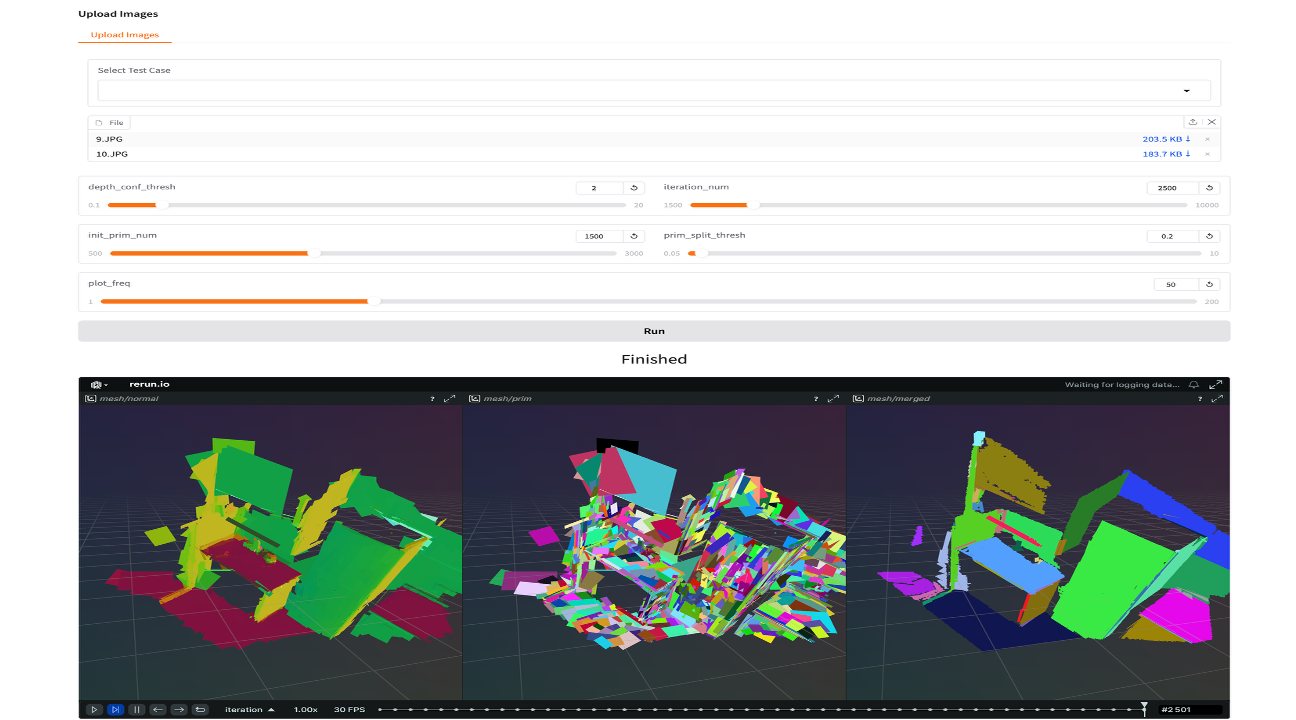 Upload Images
Upload Images
Select Test Case
File
9.JPG 203.5 KB ↓ ×
10.JPG 183.7 KB ↓ ×
depth_conf_thresh 2
0.1 20
iteration_num 2500
1500 10000
init_prim_num 1500
500 3000
prim_split_thresh 0.2
0.05 10
plot_freq 50
1 200
Run
Finished
rerun.io Waiting for logging data...
mesh/normal ?
mesh/prim ?
mesh/merged ?
iteration 1.00x 30 FPS #2 501